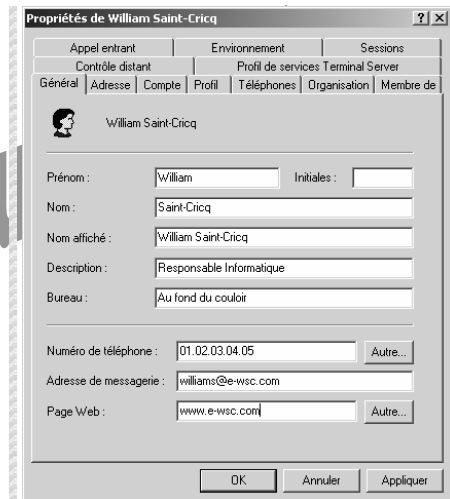 Propriétés de William Saint-Cricq
Appel entrant Environnement Sessions
Contrôle distant Profil de services Terminal Server
Général Adresse Compte Profil Téléphones Organisation Membre de
William Saint-Cricq
Prénom : William Initiales :
Nom : Saint-Cricq
Nom affiché : William Saint-Cricq
Description : Responsable Informatique
Bureau : Au fond du couloir
Numéro de téléphone : 01.02.03.04.05 Autre...
Adresse de messagerie : williams@e-wsc.com
Page Web : www.e-wsc.com Autre...
OK Annuler Appliquer